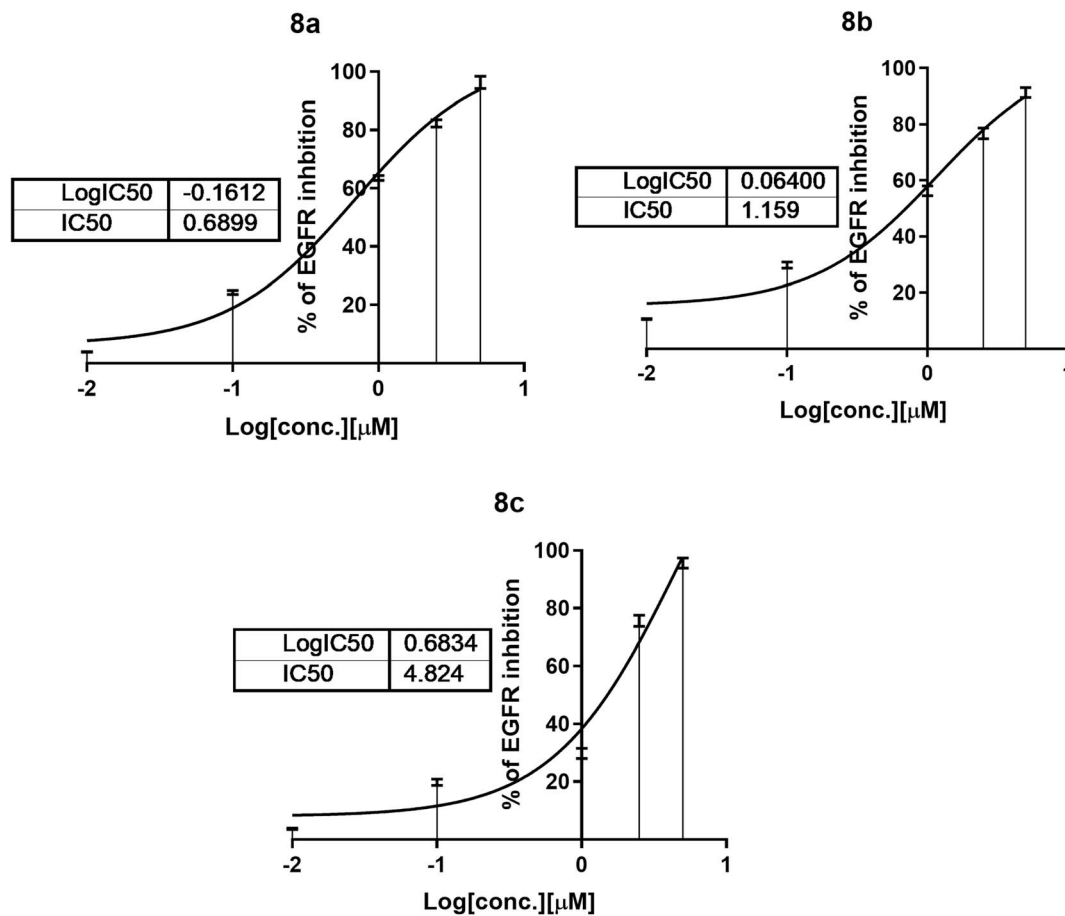 8a
% of EGFR inhbition
100
80
60
40
20
LogIC50 -0.1612
IC50 0.6899
-2 -1 0 1
Log[conc.][μM]
8b
% of EGFR inhbition
100
80
60
40
20
LogIC50 0.06400
IC50 1.159
-2 -1 0 1
Log[conc.][μM]
8c
% of EGFR inhbition
100
80
60
40
20
LogIC50 0.6834
IC50 4.824
-2 -1 0 1
Log[conc.][μM]